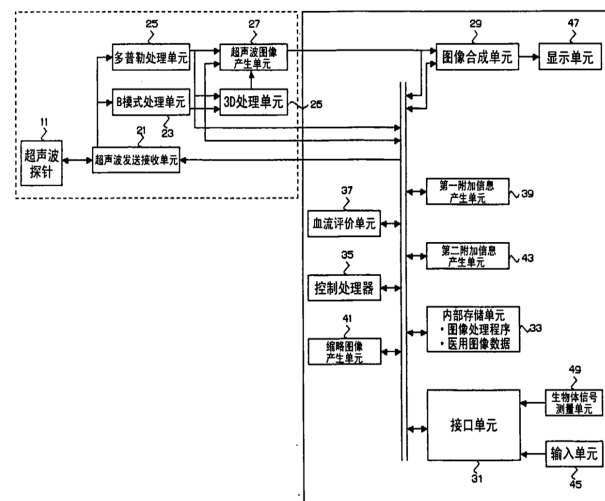 25
多普勒处理单元
27
超声波图像
产生单元
29
图像合成单元
47
显示单元
B模式处理单元
23
3D处理单元
26
11
超声波
探针
21
超声波发送接收单元
37
血流评价单元
第一附加信息
产生单元
39
35
控制处理器
第二附加信息
产生单元
43
41
缩略图像
产生单元
内部存储单元
・图像处理程序
・医用图像数据
33
接口单元
31
49
生物体信号
测量单元
输入单元
45